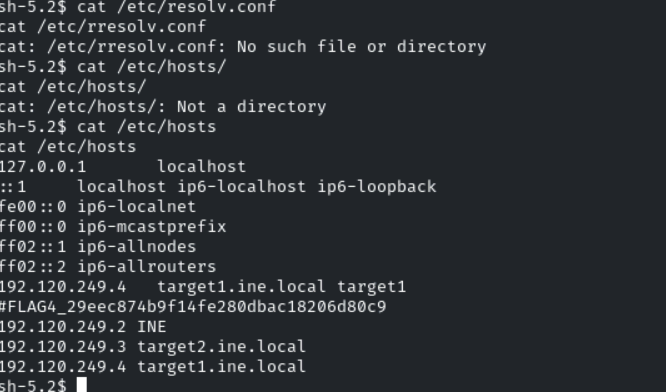 sh-5.2$ cat /etc/resolv.conf
cat /etc/rresolv.conf
cat: /etc/rresolv.conf: No such file or directory
sh-5.2$ cat /etc/hosts/
cat /etc/hosts/
cat: /etc/hosts/: Not a directory
sh-5.2$ cat /etc/hosts
cat /etc/hosts
127.0.0.1       localhost
::1     localhost ip6-localhost ip6-loopback
fe00::0 ip6-localnet
ff00::0 ip6-mcastprefix
ff02::1 ip6-allnodes
ff02::2 ip6-allrouters
192.120.249.4   target1.ine.local target1
#FLAG4_29eec874b9f14fe280dbac18206d80c9
192.120.249.2 INE
192.120.249.3 target2.ine.local
192.120.249.4 target1.ine.local
sh-5.2$